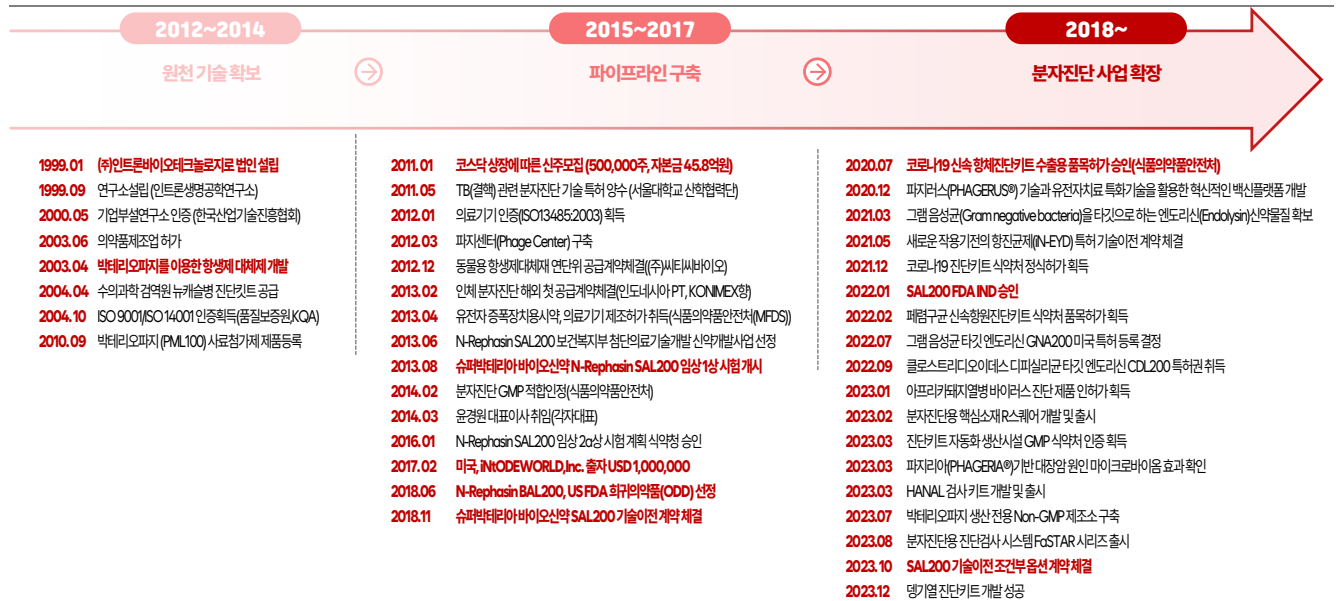 2012~2014
원천 기술 확보
2015~2017
파이프라인 구축
2018~
분자진단 사업 확장
1999.01 (주)인트론바이오테크놀로지로 법인 설립
1999.09 연구소설립 (인트론생명공학연구소)
2000.05 기업부설연구소 인증 (한국산업기술진흥협회)
2003.06 의약품제조업 허가
2003.04 박테리오파지를 이용한 항생제 대체제 개발
2004.04 수의과학 검역원 뉴캐슬병 진단킷트 공급
2004.10 ISO 9001/ISO 14001 인증획득(품질보증원,KQA)
2010.09 박테리오파지 (PML100) 사료첨가제 제품등록
2011.01 코스닥 상장에 따른 신주모집 (500,000주, 자본금 45.8억원)
2011.05 TB(결핵) 관련 분자진단 기술 특허 양수 (서울대학교 산학협력단)
2012.01 의료기기 인증(ISO13485:2003) 획득
2012.03 파지센터(Phage Center) 구축
2012.12 동물용 항생제대체재 연단위 공급계약체결((주)씨티씨바이오)
2013.02 인체 분자진단 해외 첫 공급계약체결(인도네시아 PT, KONIMEX향)
2013.04 유전자 증폭장치용시약, 의료기기 제조허가 취득(식품의약품안전처(MFDS))
2013.06 N-Rephasin SAL200 보건복지부 첨단의료기술개발 신약개발사업 선정
2013.08 슈퍼박테리아 바이오신약 N-Rephasin SAL200 임상 1상 시험 개시
2014.02 분자진단 GMP 적합인정(식품의약품안전처)
2014.03 윤경원 대표이사 취임(각자대표)
2016.01 N-Rephasin SAL200 임상 2a상 시험 계획 식약청 승인
2017.02 미국, iNtODEWORLD,Inc. 출자 USD 1,000,000
2018.06 N-Rephasin BAL200, US FDA 희귀의약품(ODD) 선정
2018.11 슈퍼박테리아 바이오신약 SAL200 기술이전 계약 체결
2020.07 코로나19 신속 항체진단키트 수출용 품목허가 승인(식품의약품안전처)
2020.12 파지러스(PHAGERUS®) 기술과 유전자치료 특화기술을 활용한 혁신적인 백신플랫폼 개발
2021.03 그램 음성균(Gram negative bacteria)을 타깃으로 하는 엔도리신(Endolysin)신약물질 확보
2021.05 새로운 작용기전의 항진균제(iN-EYD) 특허 기술이전 계약 체결
2021.12 코로나19 진단키트 식약처 정식허가 획득
2022.01 SAL200 FDA IND 승인
2022.02 폐렴구균 신속항원진단키트 식약처 품목허가 획득
2022.07 그램 음성균 타깃 엔도리신 GNA200 미국 특허 등록 결정
2022.09 클로스트리디오이데스 디피실리균 타깃 엔도리신 CDL200 특허권 취득
2023.01 아프리카돼지열병 바이러스 진단 제품 인허가 획득
2023.02 분자진단용 핵심소재 R스퀘어 개발 및 출시
2023.03 진단키트 자동화 생산시설 GMP 식약처 인증 획득
2023.03 파지리아(PHAGERIA®)기반 대장암 원인 마이크로바이옴 효과 확인
2023.03 HANAL 검사 키트 개발 및 출시
2023.07 박테리오파지 생산 전용 Non-GMP 제조소 구축
2023.08 분자진단용 진단검사 시스템 FaSTAR 시리즈 출시
2023.10 SAL200 기술이전 조건부 옵션 계약 체결
2023.12 뎅기열 진단키트 개발 성공